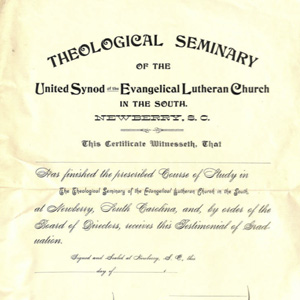 THEOLOGICAL SEMINARY
OF THE
United Synod of the Evangelical Lutheran Church
IN THE SOUTH.
NEWBERRY, S. C.
This Certificate Witnesseth, That
Has finished the prescribed Course of Study in
The Theological Seminary of the Evangelical Lutheran Church in the South,
at Newberry, South Carolina, and, by order of the
Board of Directors, receives this Testimonial of Grad-
uation.
Signed and Sealed at Newberry, S. C., this
day of